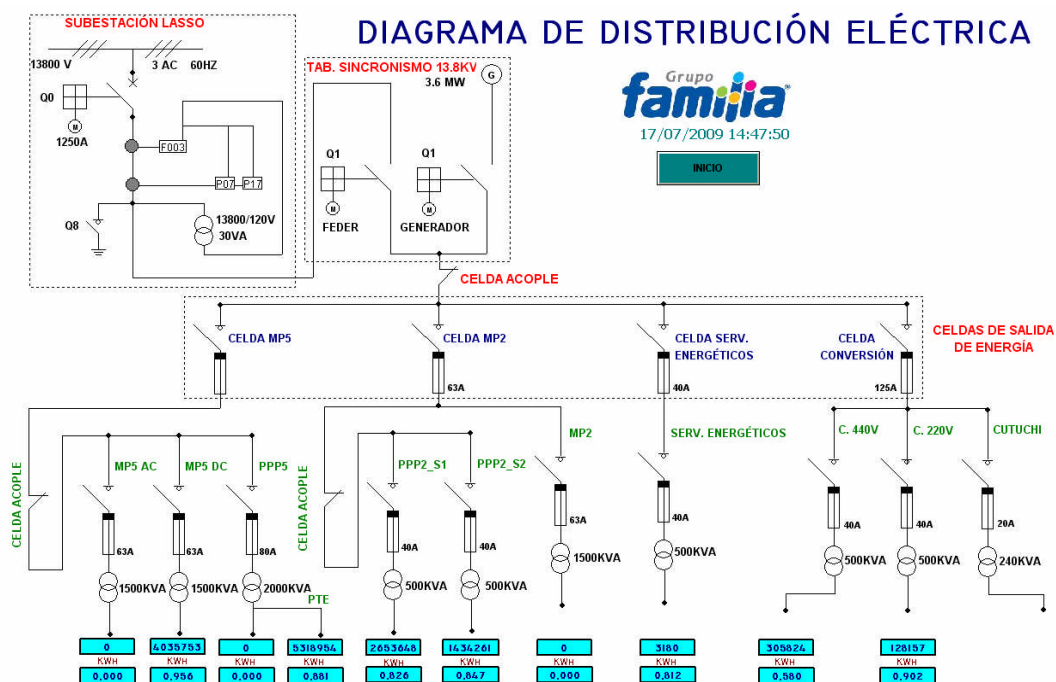 DIAGRAMA DE DISTRIBUCIÓN ELÉCTRICA
SUBESTACIÓN LASSO
13800 V
3 AC 60HZ
Q0
M
1250A
F003
P07
P17
Q8
13800/120V
30VA
TAB. SINCRONISMO 13.8KV
3.6 MW
G
Q1
Q1
M
M
FEDER
GENERADOR
Grupo
familia
17/07/2009 14:47:50
INICIO
CELDA ACOPLE
CELDA MP5
CELDA MP2
63A
CELDA SERV.
ENERGÉTICOS
40A
CELDA
CONVERSIÓN
125A
CELDAS DE SALIDA
DE ENERGÍA
CELDA ACOPLE
MP5 AC
MP5 DC
PPP5
63A
63A
80A
1500KVA
1500KVA
2000KVA
PTE
CELDA ACOPLE
PPP2_S1
PPP2_S2
40A
40A
500KVA
500KVA
MP2
63A
1500KVA
SERV. ENERGÉTICOS
40A
500KVA
C. 440V
C. 220V
CUTUCHI
40A
40A
20A
500KVA
500KVA
240KVA
0
4035753
0
5318954
2653648
1434261
0
3180
305824
128157
KWH
KWH
KWH
KWH
KWH
KWH
KWH
KWH
KWH
KWH
0,000
0,956
0,000
0,881
0,826
0,847
0,000
0,812
0,580
0,902